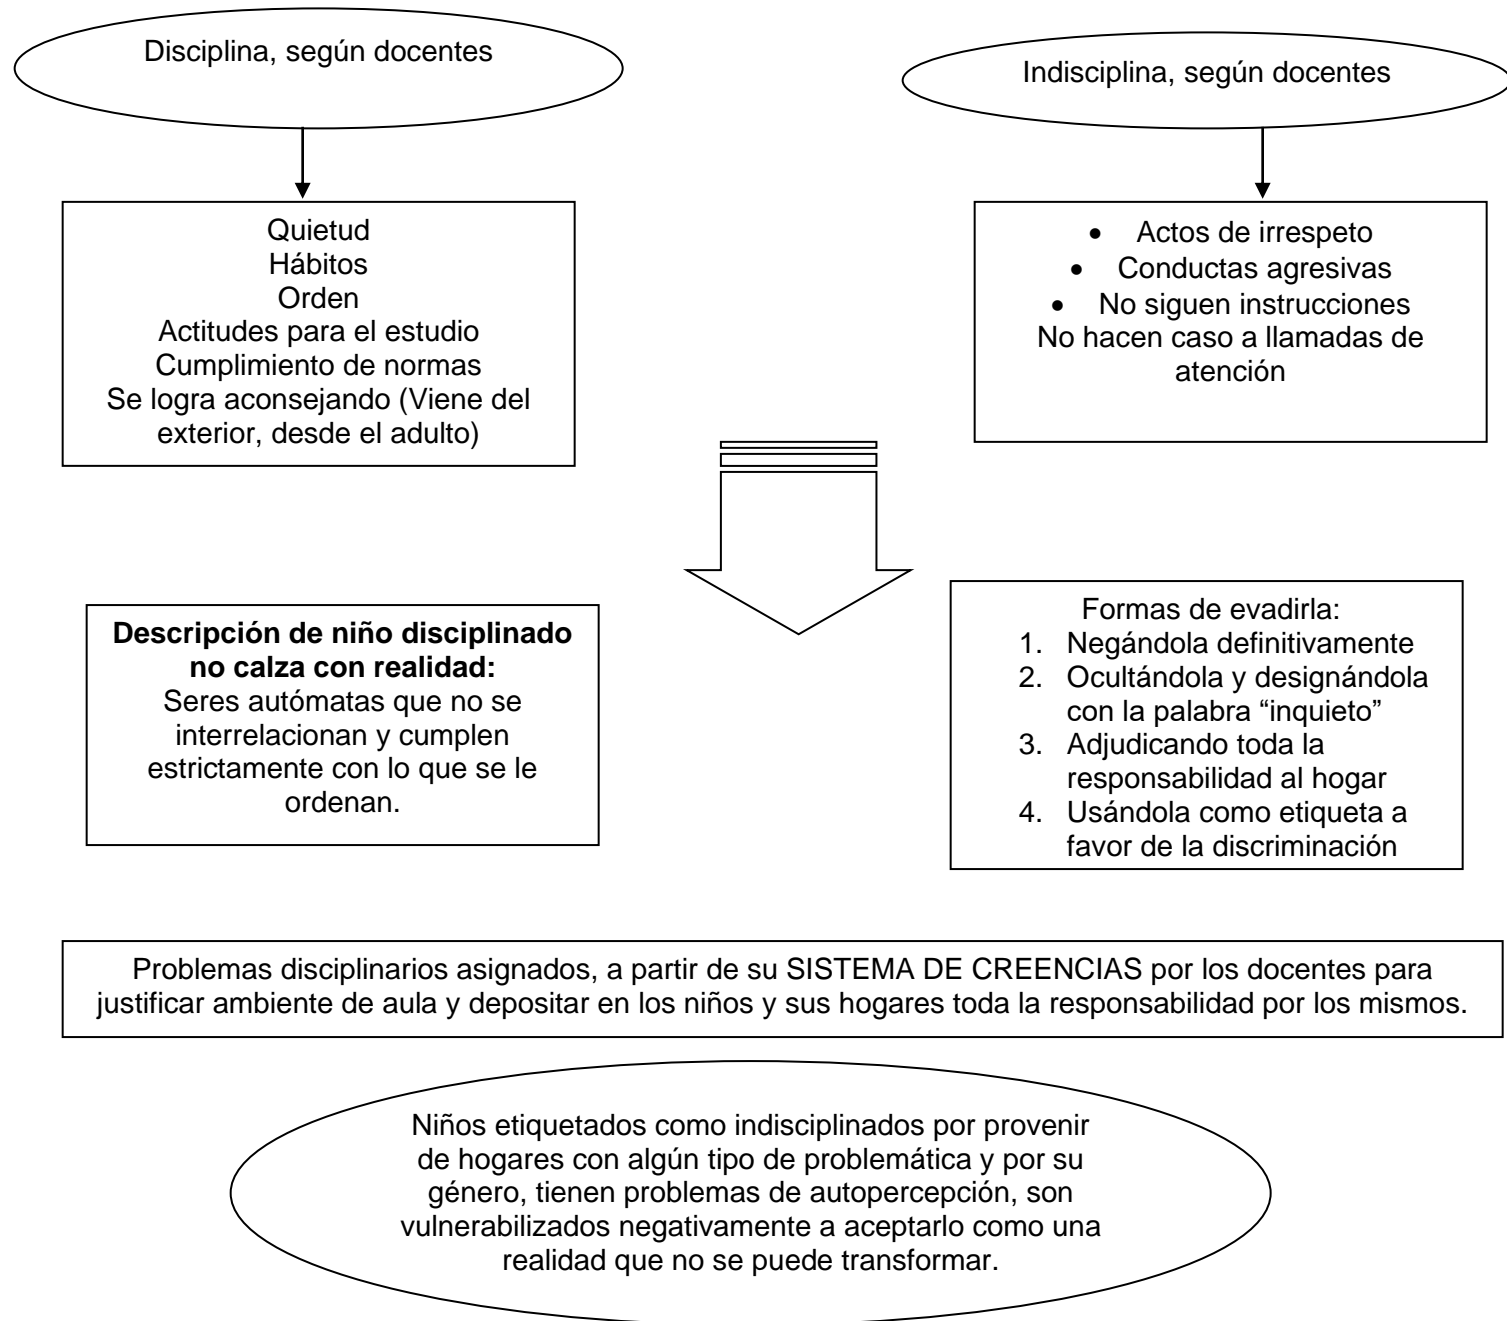 Disciplina, según docentes
Indisciplina, según docentes
Quietud
Hábitos
Orden
Actitudes para el estudio
Cumplimiento de normas
Se logra aconsejando (Viene del
exterior, desde el adulto)
• Actos de irrespeto
• Conductas agresivas
• No siguen instrucciones
No hacen caso a llamadas de
atención
Descripción de niño disciplinado
no calza con realidad:
Seres autómatas que no se
interrelacionan y cumplen
estrictamente con lo que se le
ordenan.
Formas de evadirla:
1. Negándola definitivamente
2. Ocultándola y designándola
con la palabra “inquieto”
3. Adjudicando toda la
responsabilidad al hogar
4. Usándola como etiqueta a
favor de la discriminación
Problemas disciplinarios asignados, a partir de su SISTEMA DE CREENCIAS por los docentes para
justificar ambiente de aula y depositar en los niños y sus hogares toda la responsabilidad por los mismos.
Niños etiquetados como indisciplinados por provenir
de hogares con algún tipo de problemática y por su
género, tienen problemas de autopercepción, son
vulnerabilizados negativamente a aceptarlo como una
realidad que no se puede transformar.